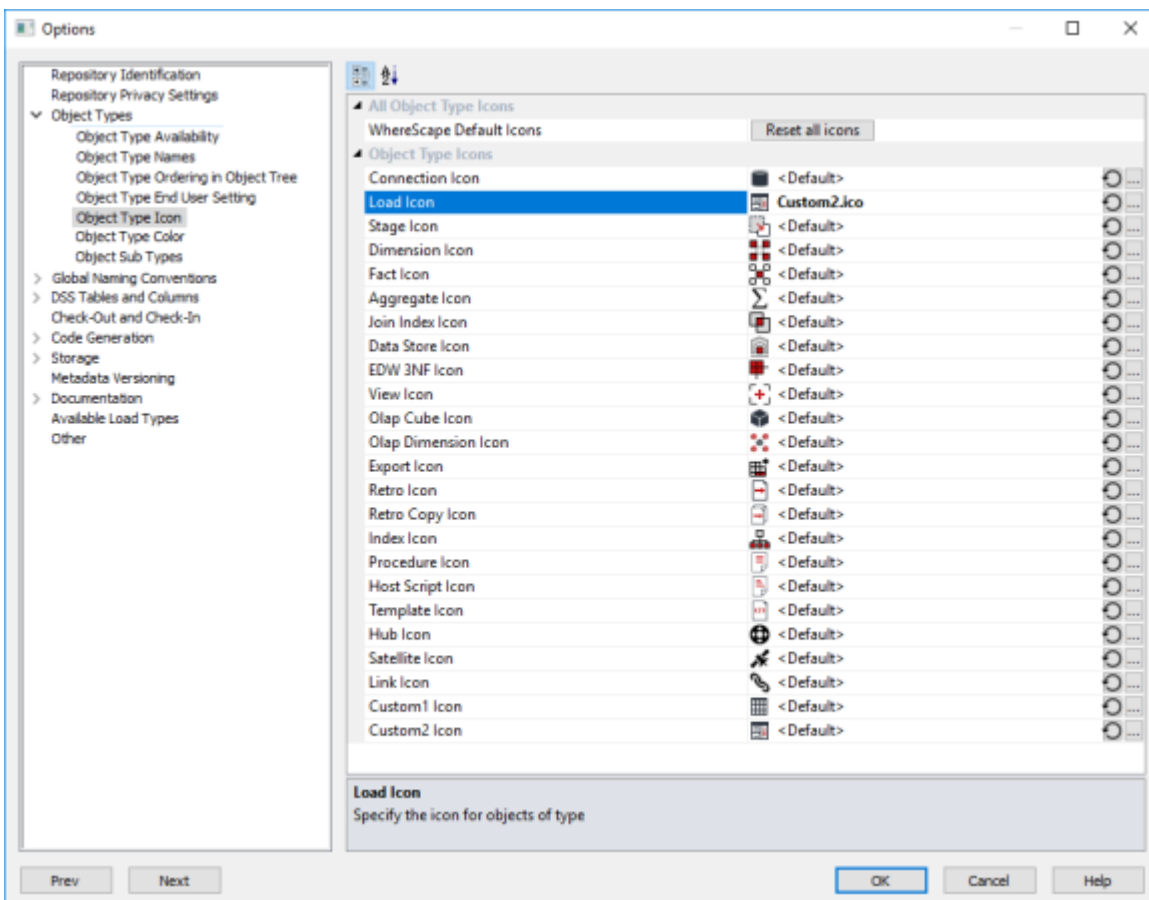 Options
Repository Identification
Repository Privacy Settings
Object Types
Object Type Availability
Object Type Names
Object Type Ordering in Object Tree
Object Type End User Setting
Object Type Icon
Object Type Color
Object Sub Types
Global Naming Conventions
DSS Tables and Columns
Check-Out and Check-In
Code Generation
Storage
Metadata Versioning
Documentation
Available Load Types
Other
All Object Type Icons
WhereScape Default Icons Reset all icons
Object Type Icons
Connection Icon <Default> ...
Load Icon Custom2.ico ...
Stage Icon <Default> ...
Dimension Icon <Default> ...
Fact Icon <Default> ...
Aggregate Icon <Default> ...
Join Index Icon <Default> ...
Data Store Icon <Default> ...
EDW 3NF Icon <Default> ...
View Icon <Default> ...
Olap Cube Icon <Default> ...
Olap Dimension Icon <Default> ...
Export Icon <Default> ...
Retro Icon <Default> ...
Retro Copy Icon <Default> ...
Index Icon <Default> ...
Procedure Icon <Default> ...
Host Script Icon <Default> ...
Template Icon <Default> ...
Hub Icon <Default> ...
Satellite Icon <Default> ...
Link Icon <Default> ...
Custom1 Icon <Default> ...
Custom2 Icon <Default> ...
Load Icon
Specify the icon for objects of type
Prev Next OK Cancel Help